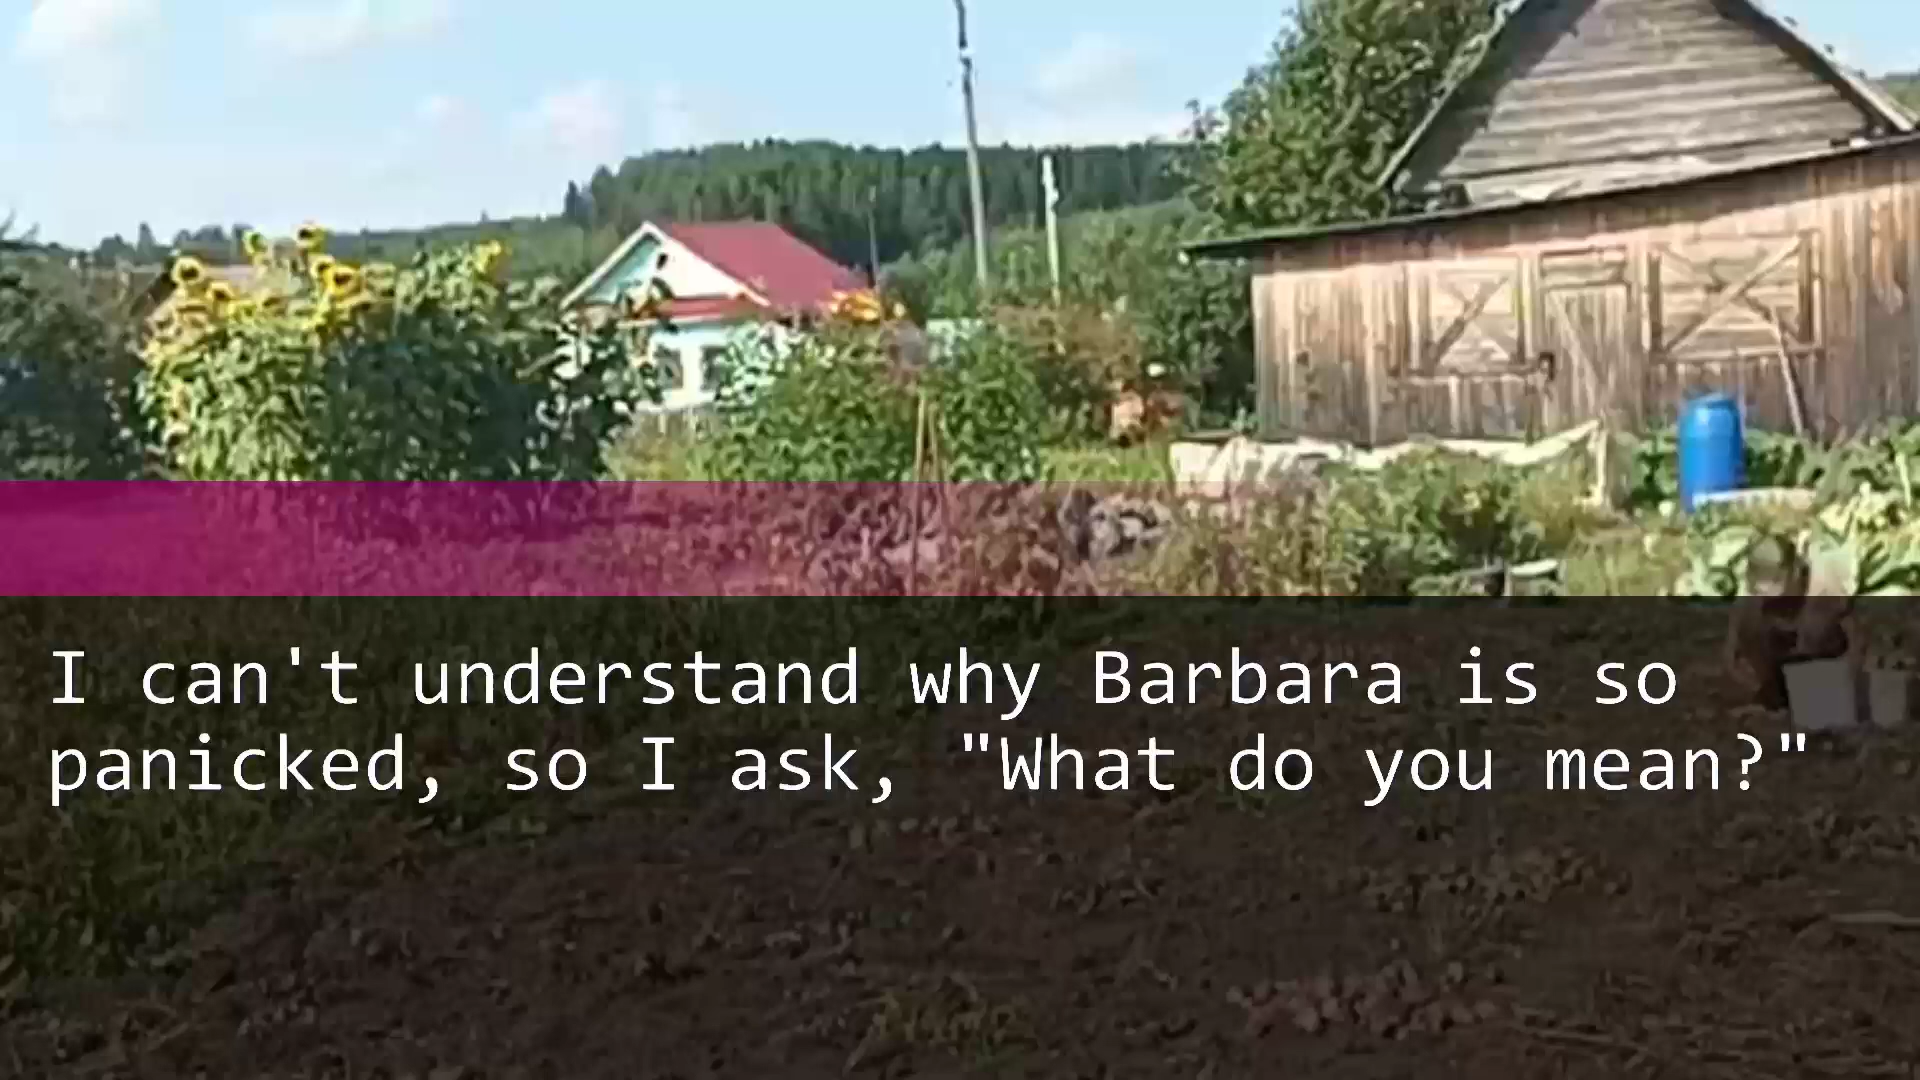 I can't understand why Barbara is so
panicked, so I ask, "What do you mean?"